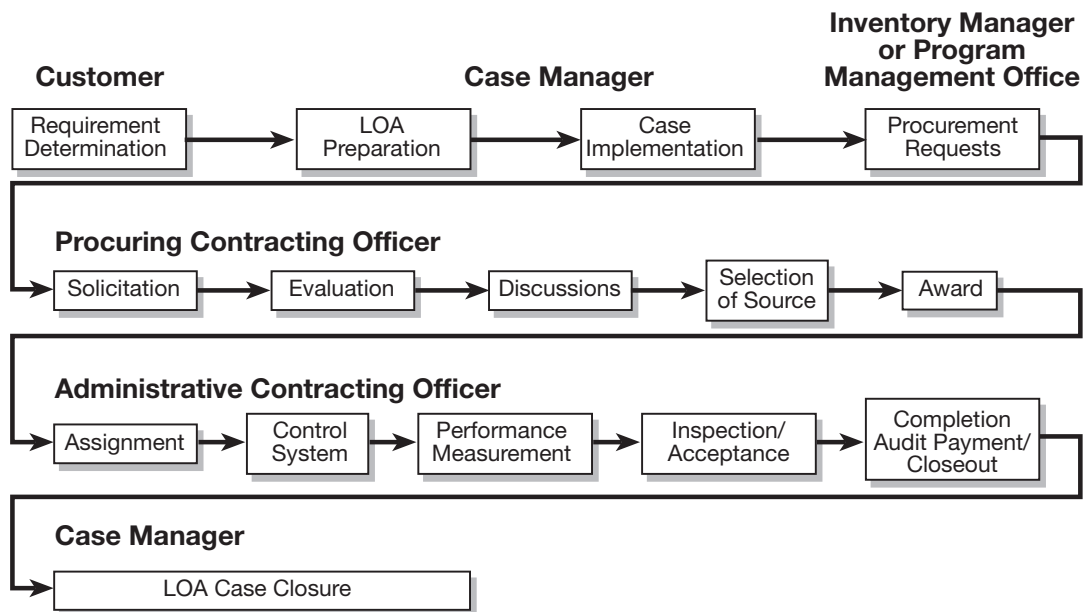 Customer
Case Manager
Inventory Manager
or Program
Management Office
Requirement
Determination
LOA
Preparation
Case
Implementation
Procurement
Requests
Procuring Contracting Officer
Solicitation
Evaluation
Discussions
Selection
of Source
Award
Administrative Contracting Officer
Assignment
Control
System
Performance
Measurement
Inspection/
Acceptance
Completion
Audit Payment/
Closeout
Case Manager
LOA Case Closure